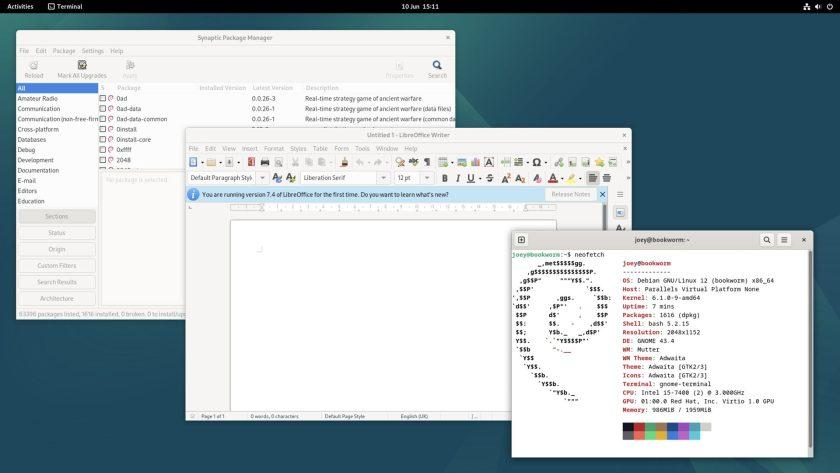 Activities Terminal 10 Jun 15:11
Synaptic Package Manager
File Edit Package Settings Help
Reload Mark All Upgrades Apply Properties Search
All
Amateur Radio
Communication
Communication (non-free-firm
Cross-platform
Databases
Debug
Development
Documentation
E-mail
Editors
Education
Sections
Status
Origin
Custom Filters
Search Results
Architecture
S Package Installed Version Latest Version Description
0ad 0.0.26-3 Real-time strategy game of ancient warfare
0ad-data 0.0.26-1 Real-time strategy game of ancient warfare (data files)
0ad-data-common 0.0.26-1 Real-time strategy game of ancient warfare (common data
0install
0install-core
0xffff
2048
No package is selected.
63396 packages listed, 1616 installed, 0 broken. 0 to install/upg
Untitled 1 - LibreOffice Writer
File Edit View Insert Format Styles Table Form Tools Window Help
Default Paragraph Styl Liberation Serif 12 pt
You are running version 7.4 of LibreOffice for the first time. Do you want to learn what's new? Release Notes
Page 1 of 1 0 words, 0 characters Default Page Style English (UK)
joey@bookworm: ~
joey@bookworm:~$ neofetch
joey@bookworm
-------------
OS: Debian GNU/Linux 12 (bookworm) x86_64
Host: Parallels Virtual Platform None
Kernel: 6.1.0-9-amd64
Uptime: 7 mins
Packages: 1616 (dpkg)
Shell: bash 5.2.15
Resolution: 2048x1152
DE: GNOME 43.4
WM: Mutter
WM Theme: Adwaita
Theme: Adwaita [GTK2/3]
Icons: Adwaita [GTK2/3]
Terminal: gnome-terminal
CPU: Intel i5-7400 (2) @ 3.000GHz
GPU: 01:00.0 Red Hat, Inc. Virtio 1.0 GPU
Memory: 986MiB / 1959MiB